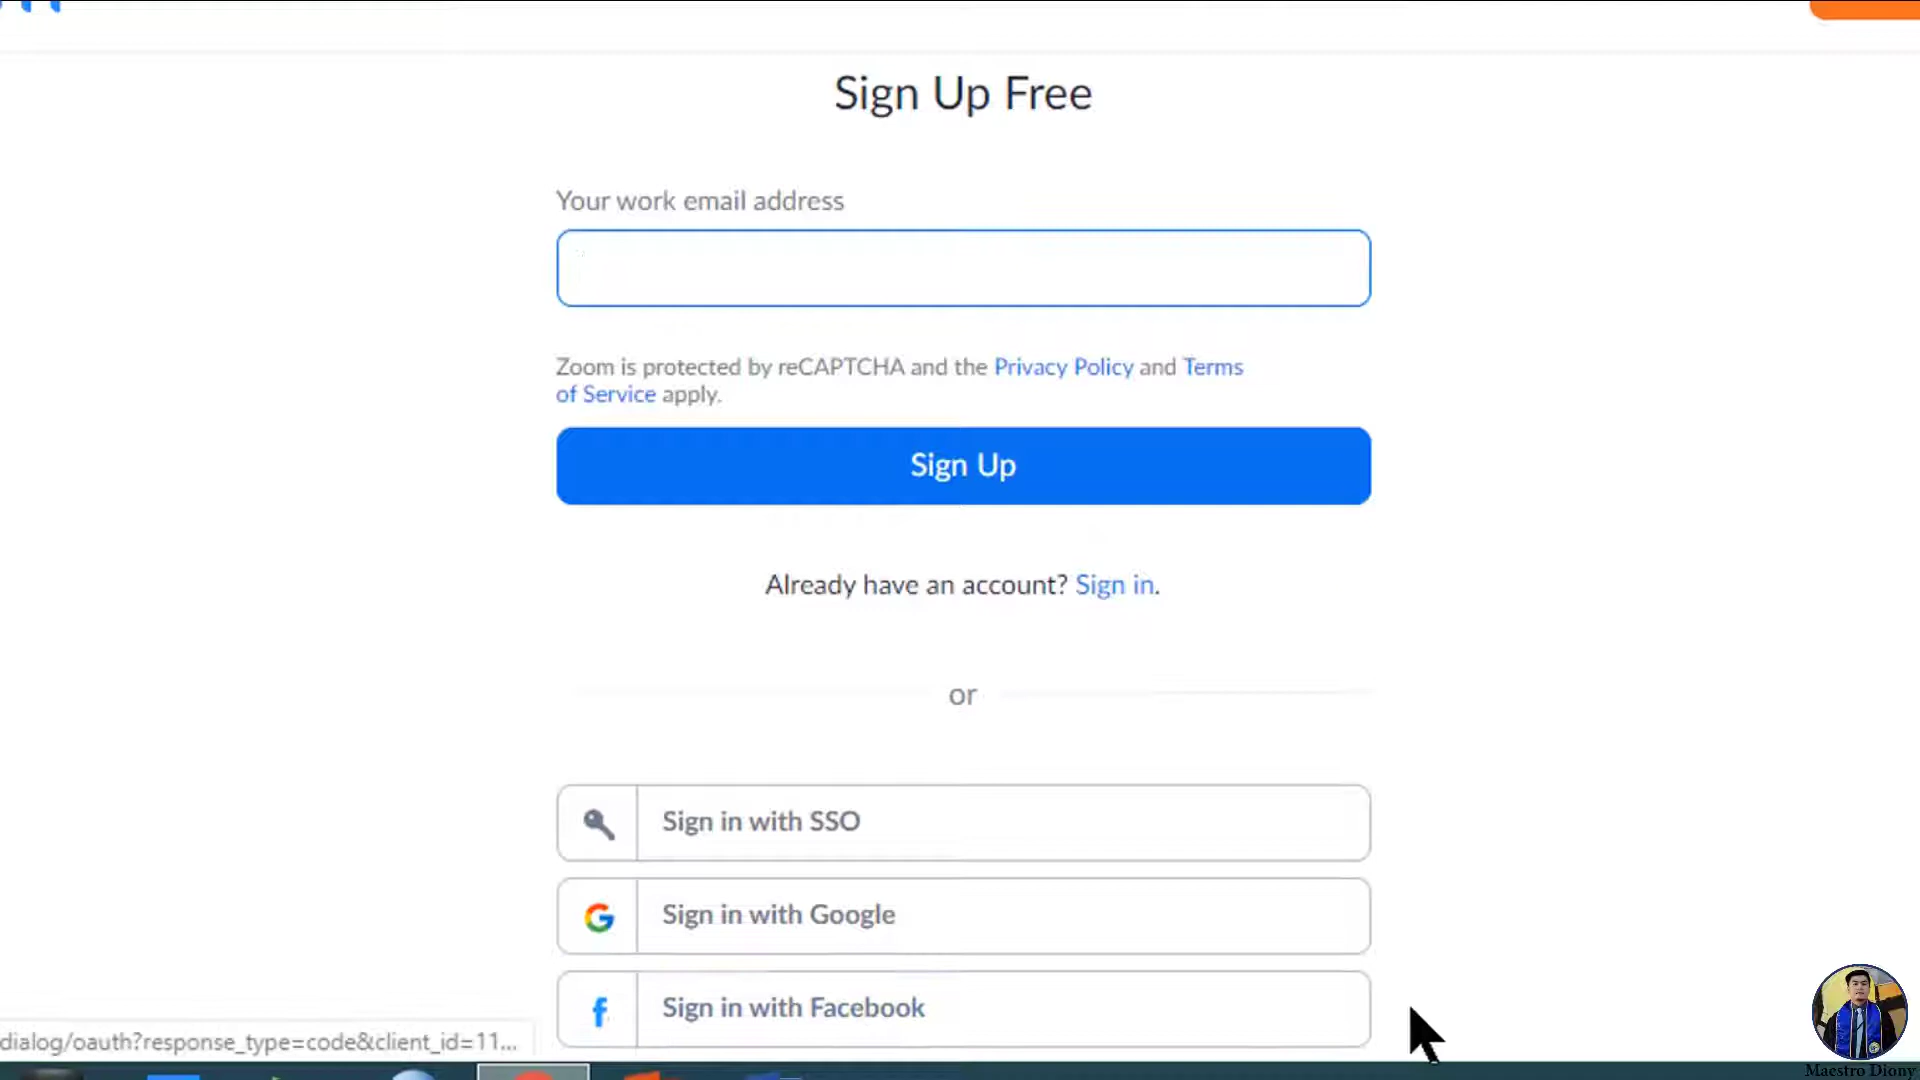 Sign Up Free
Your work email address
Zoom is protected by reCAPTCHA and the Privacy Policy and Terms
of Service apply.
Sign Up
Already have an account? Sign in.
or
Sign in with SSO
Sign in with Google
Sign in with Facebook
dialog/oauth?response_type=code&client_id=11...
Maestro Diony